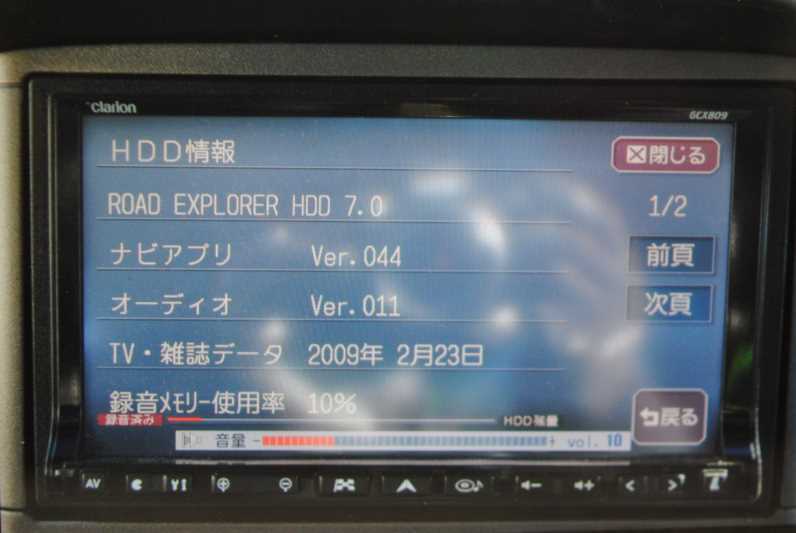 clarion
GCX809
HDD情報
閉じる
ROAD EXPLORER HDD 7.0
1/2
ナビアプリ Ver.044
前頁
オーディオ Ver.011
次頁
TV・雑誌データ 2009年 2月23日
録音メモリー使用率 10%
戻る
録音済み HDD残量
音量 vol. 10
AV